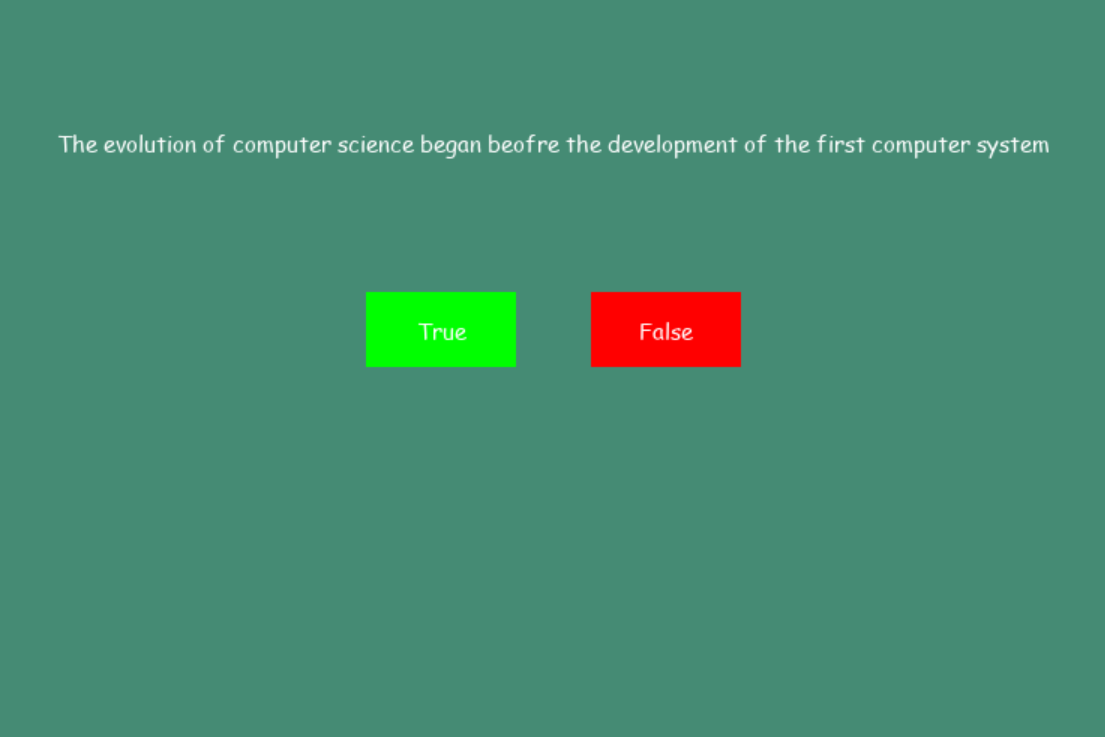 The evolution of computer science began beofre the development of the first computer system
True
False